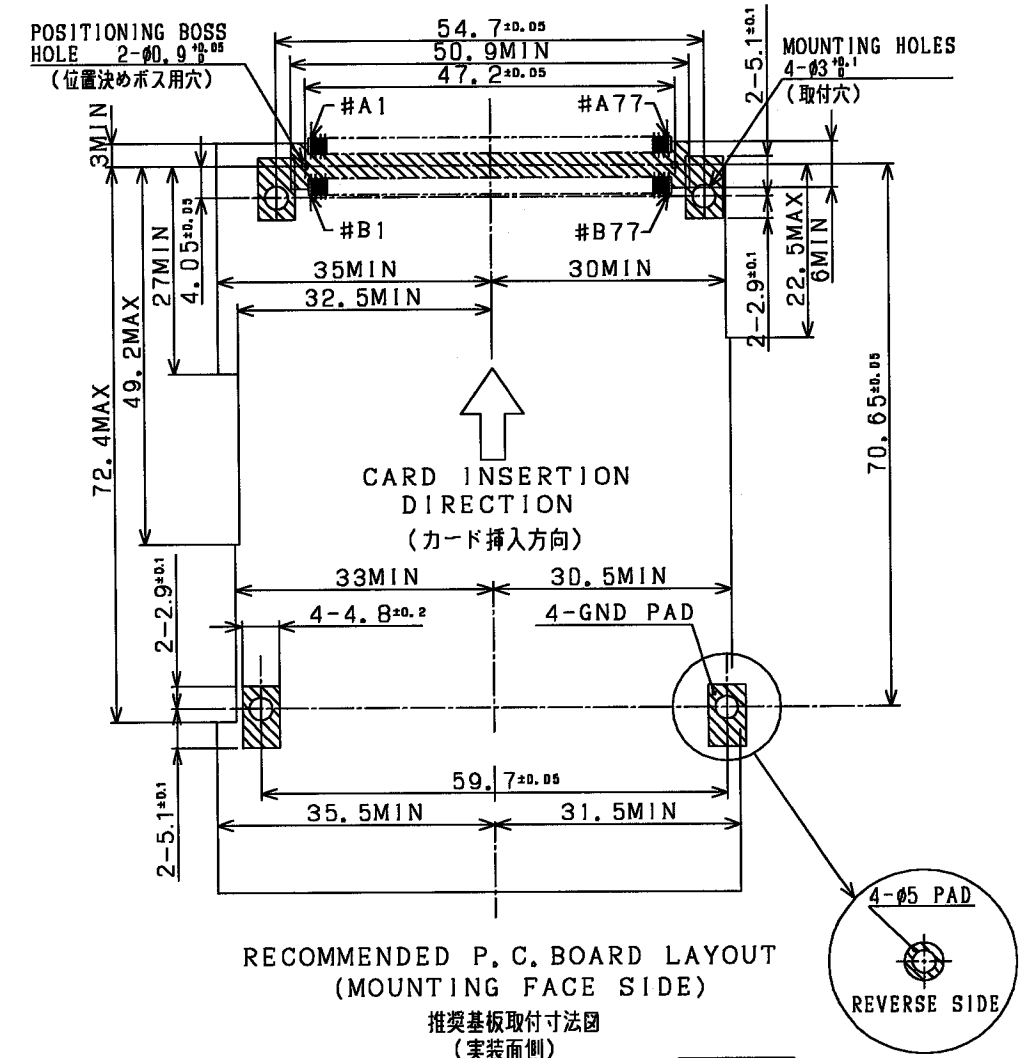 54.7±0.05
50.9MIN
47.2±0.05
POSITIONING BOSS
HOLE 2-φ0.9 +0.05 0
(位置決めボス用穴)
MOUNTING HOLES
4-φ3 +0.1 0
(取付穴)
2-5.1±0.1
#A1
#A77
3MIN
#B1
#B77
4.05±0.05
27MIN
49.2MAX
72.4MAX
35MIN
30MIN
32.5MIN
2-2.9±0.1
22.5MAX
6MIN
70.65±0.05
CARD INSERTION
DIRECTION
(カード挿入方向)
33MIN
30.5MIN
2-2.9±0.1
4-4.8±0.2
4-GND PAD
2-5.1±0.1
59.7±0.05
35.5MIN
31.5MIN
4-φ5 PAD
REVERSE SIDE
RECOMMENDED P.C.BOARD LAYOUT
(MOUNTING FACE SIDE)
推奨基板取付寸法図
(実装面側)